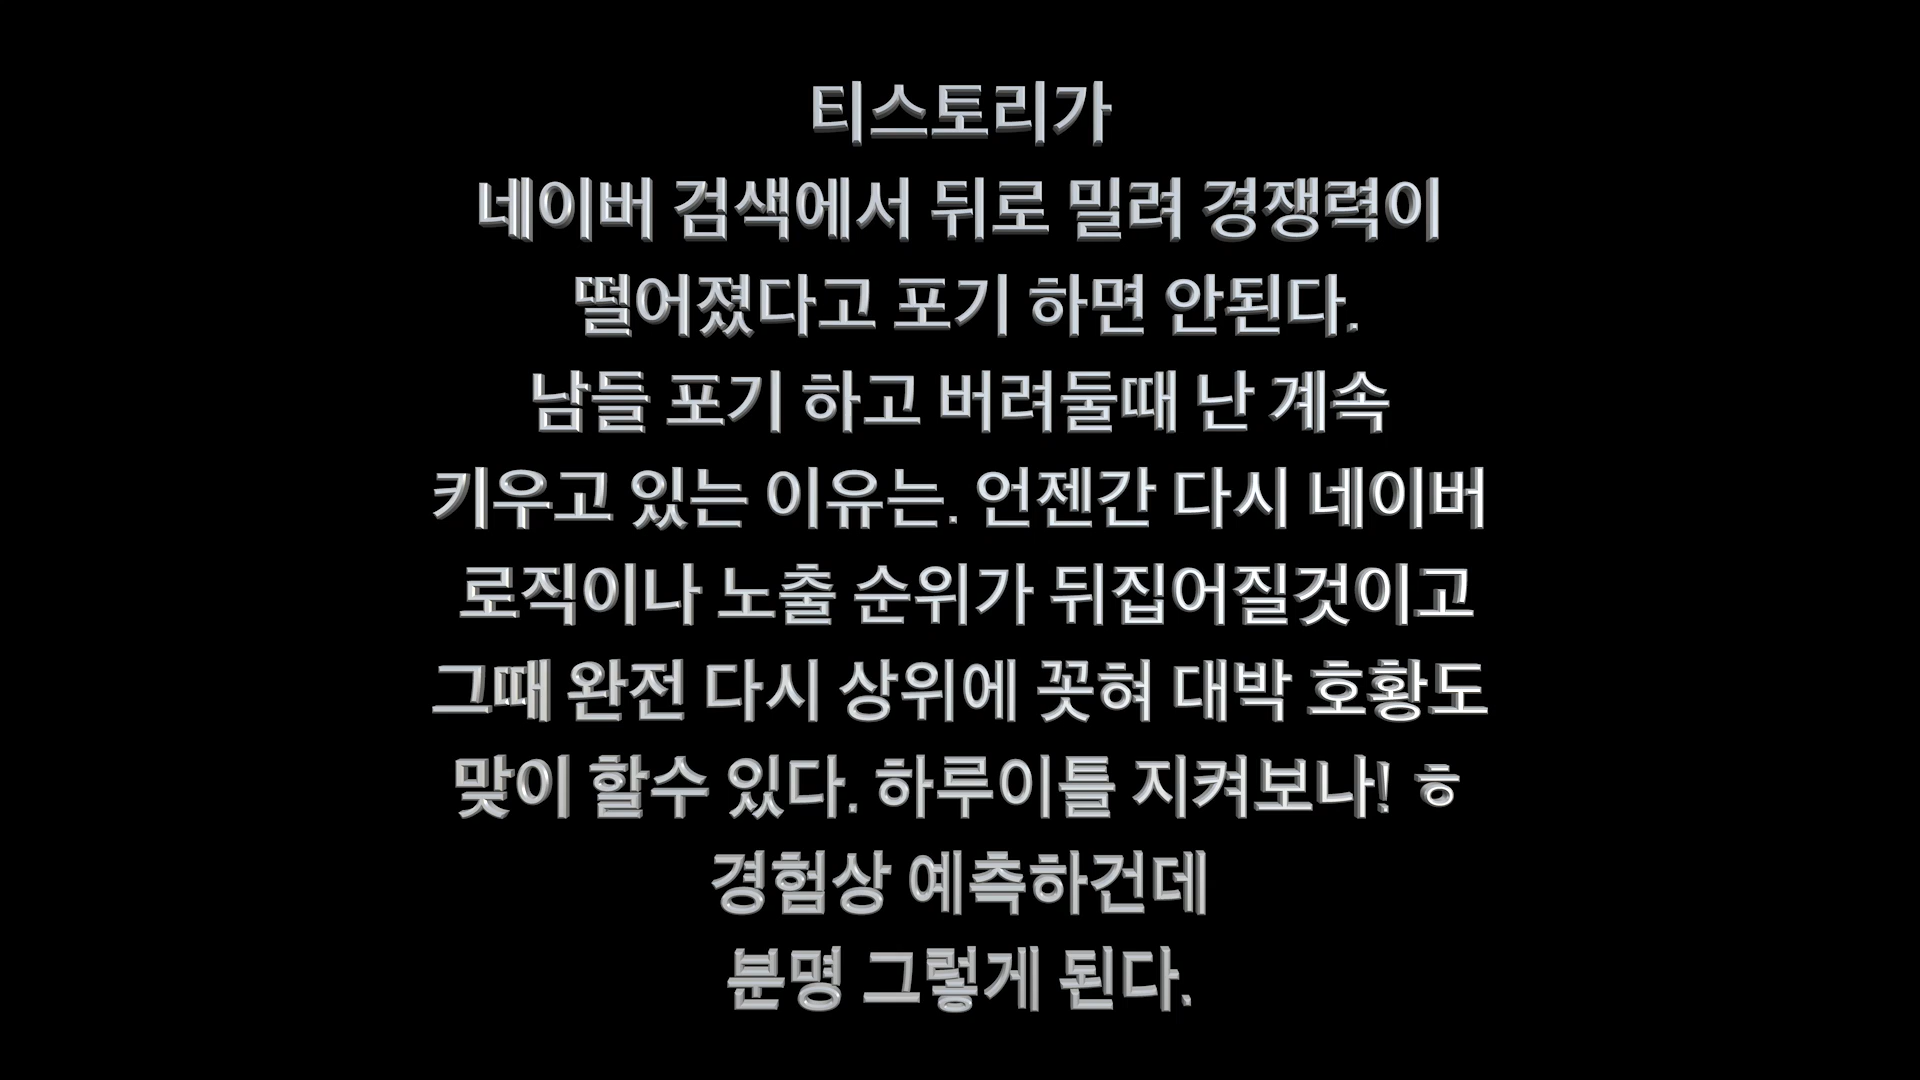 티스토리가
네이버 검색에서 뒤로 밀려 경쟁력이
떨어졌다고 포기 하면 안된다.
남들 포기 하고 버려둘때 난 계속
키우고 있는 이유는. 언젠간 다시 네이버
로직이나 노출 순위가 뒤집어질것이고
그때 완전 다시 상위에 꽂혀 대박 호황도
맞이 할수 있다. 하루이틀 지켜보나! ㅎ
경험상 예측하건데
분명 그렇게 된다.